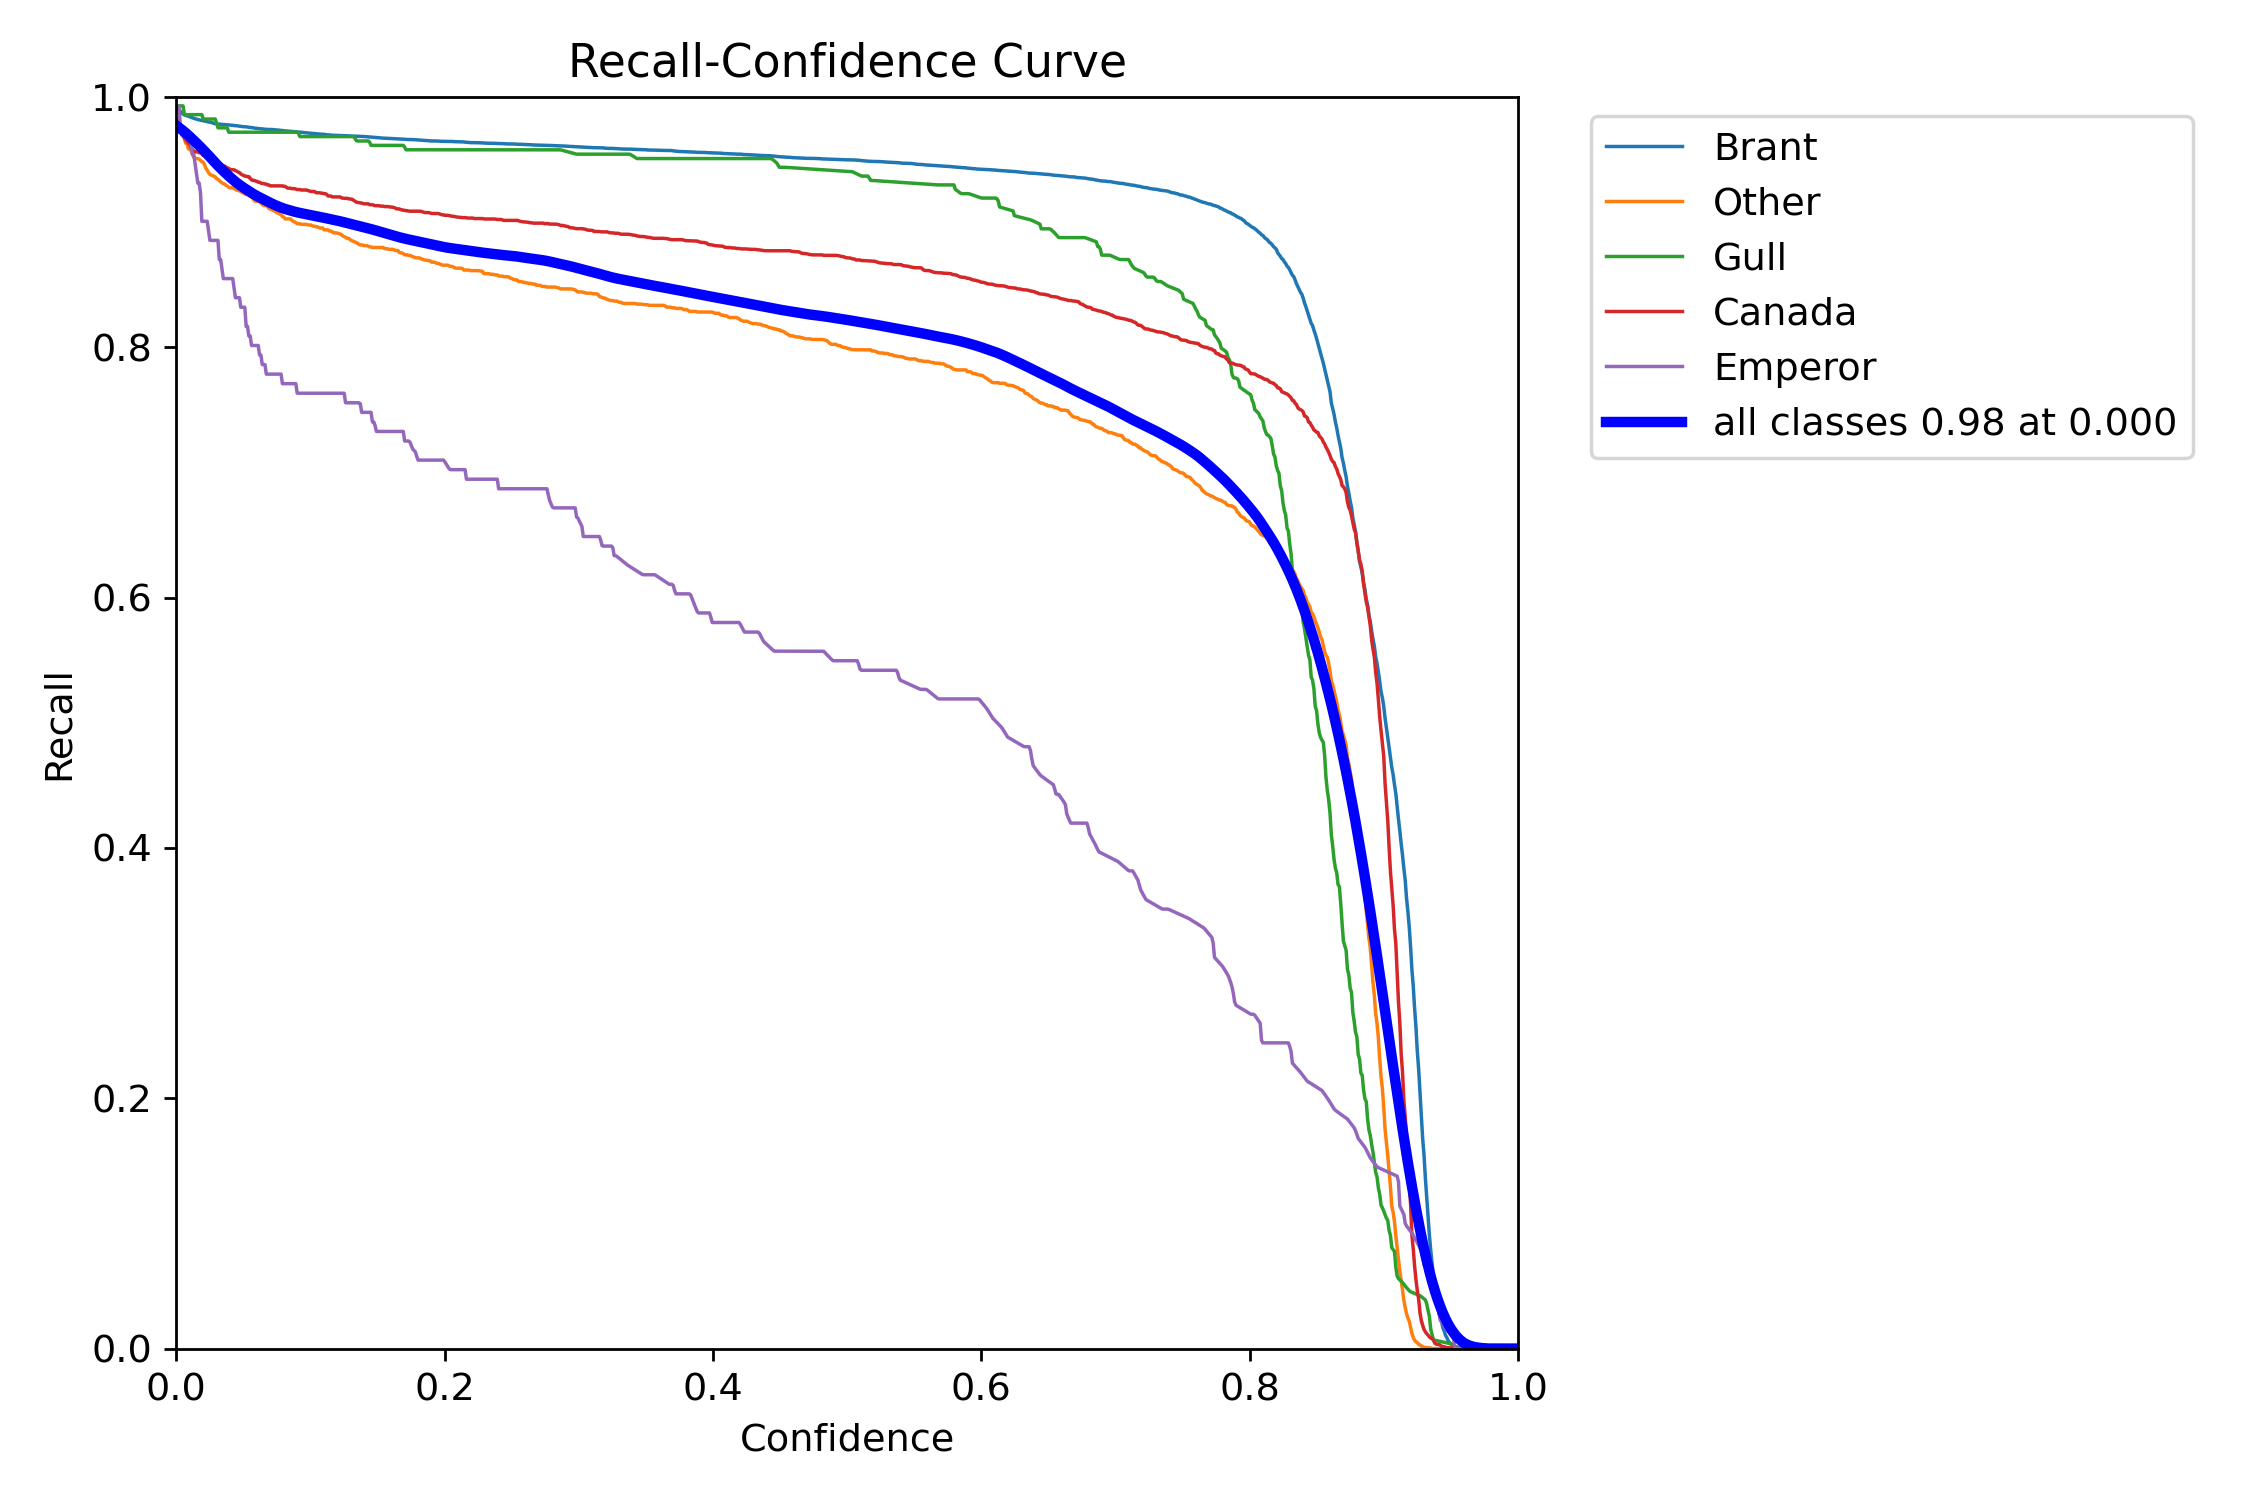 Recall-Confidence Curve
1.0
0.8
0.6
0.4
0.2
0.0
Recall
0.0 0.2 0.4 0.6 0.8 1.0
Confidence
Brant
Other
Gull
Canada
Emperor
all classes 0.98 at 0.000